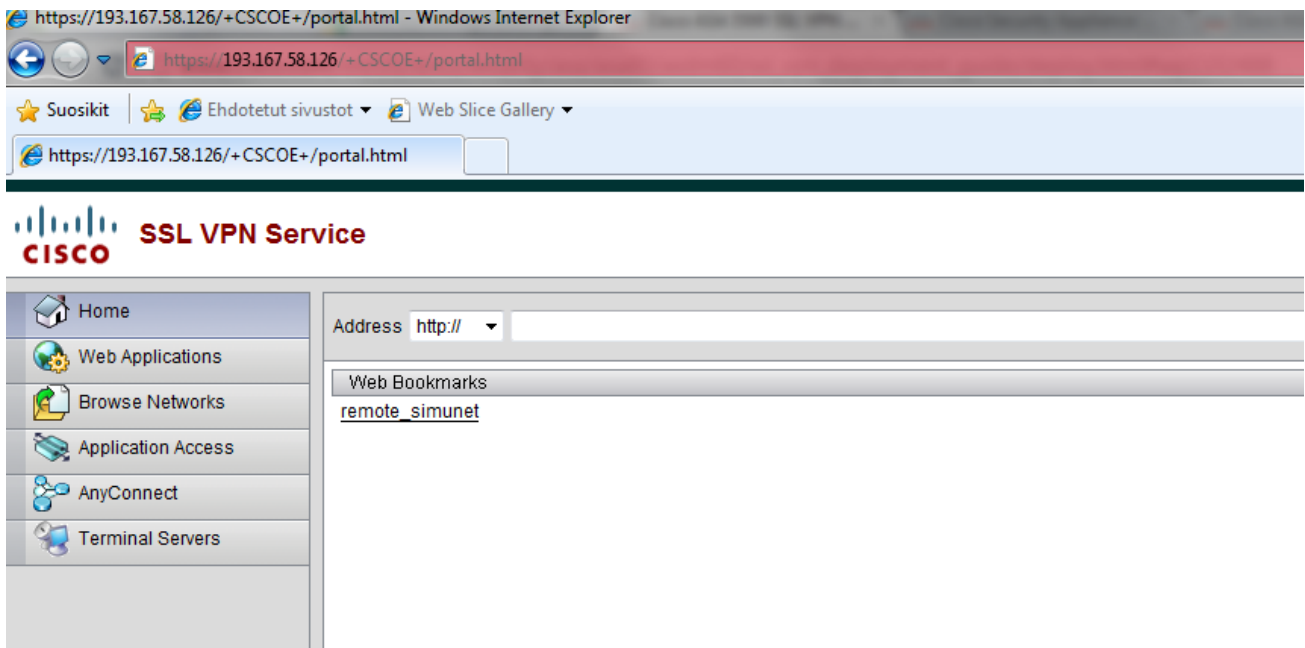 https://193.167.58.126/+CSCOE+/portal.html - Windows Internet Explorer
https://193.167.58.126/+CSCOE+/portal.html
Suosikit
Ehdotetut sivustot
Web Slice Gallery
https://193.167.58.126/+CSCOE+/portal.html
CISCO
SSL VPN Service
Home
Web Applications
Browse Networks
Application Access
AnyConnect
Terminal Servers
Address http://
Web Bookmarks
remote_simunet